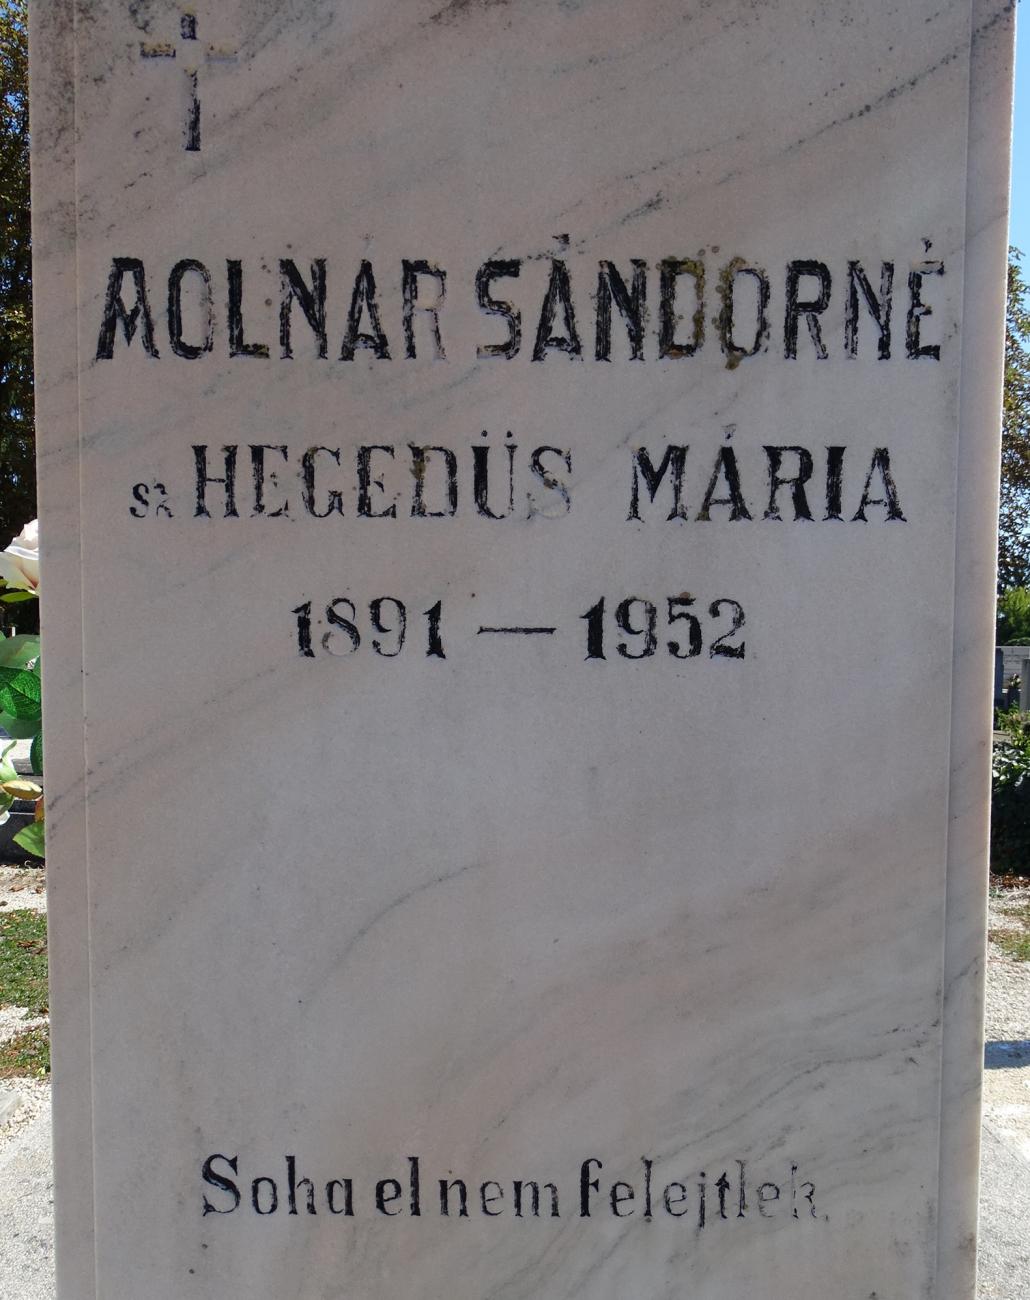 MOLNÁR SÁNDORNÉ
sz HEGEDÜS MÁRIA
1891 — 1952
Soha el nem felejtlek.